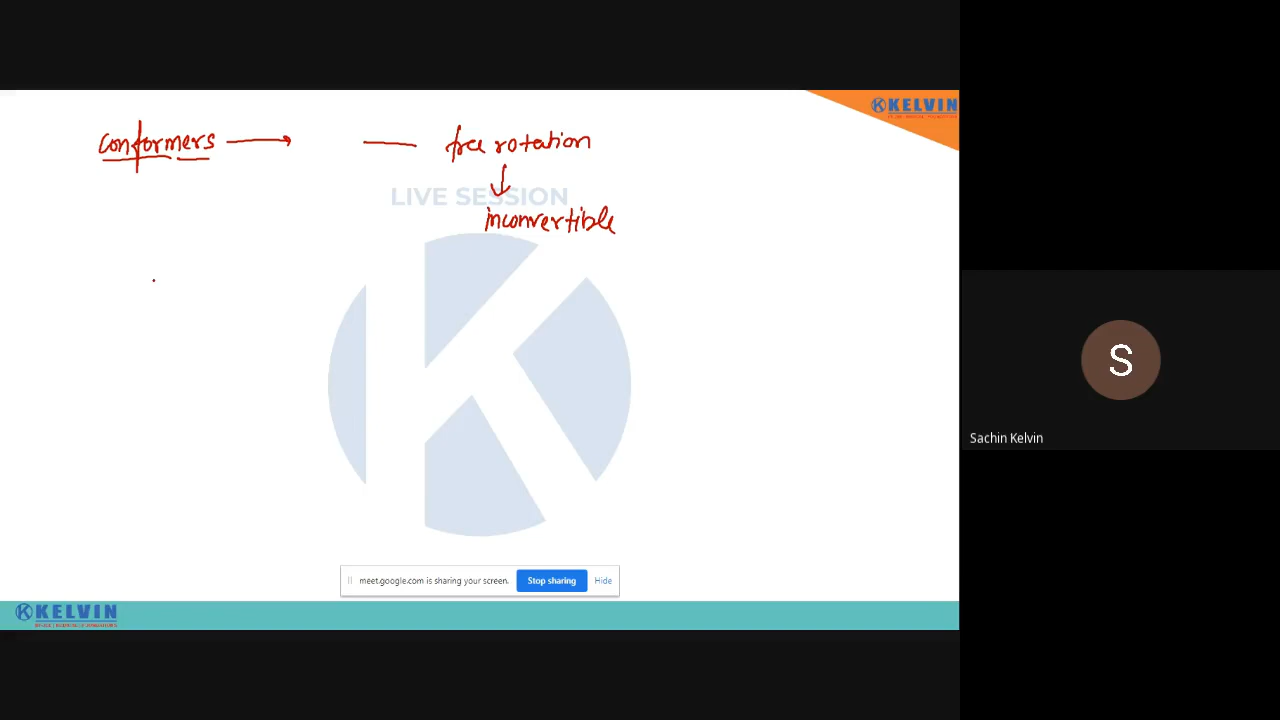 KELVIN
conformers → — free rotation
↓
LIVE SESSION
inconvertible
S
Sachin Kelvin
meet.google.com is sharing your screen.
Stop sharing
Hide
KELVIN